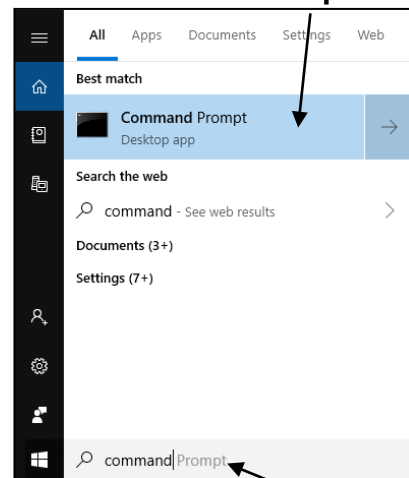 All Apps Documents Settings Web
Best match
Command Prompt
Desktop app
Search the web
command - See web results
Documents (3+)
Settings (7+)
command Prompt